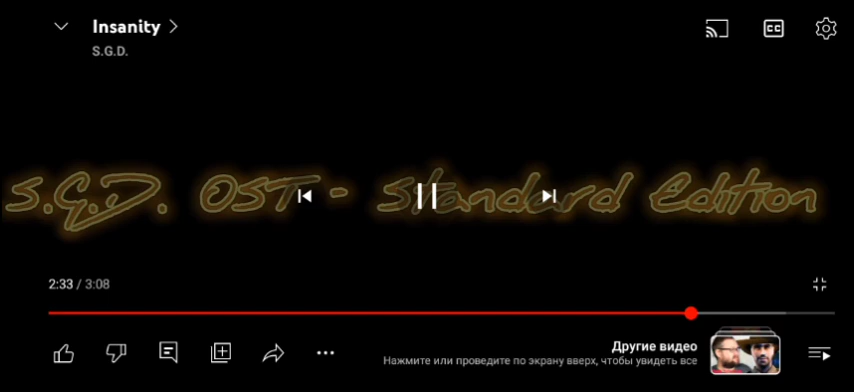 Insanity
S.G.D.
CC
S.G.D. OST - Standard Edition
2:33 / 3:08
Другие видео
Нажмите или проведите по экрану вверх, чтобы увидеть все